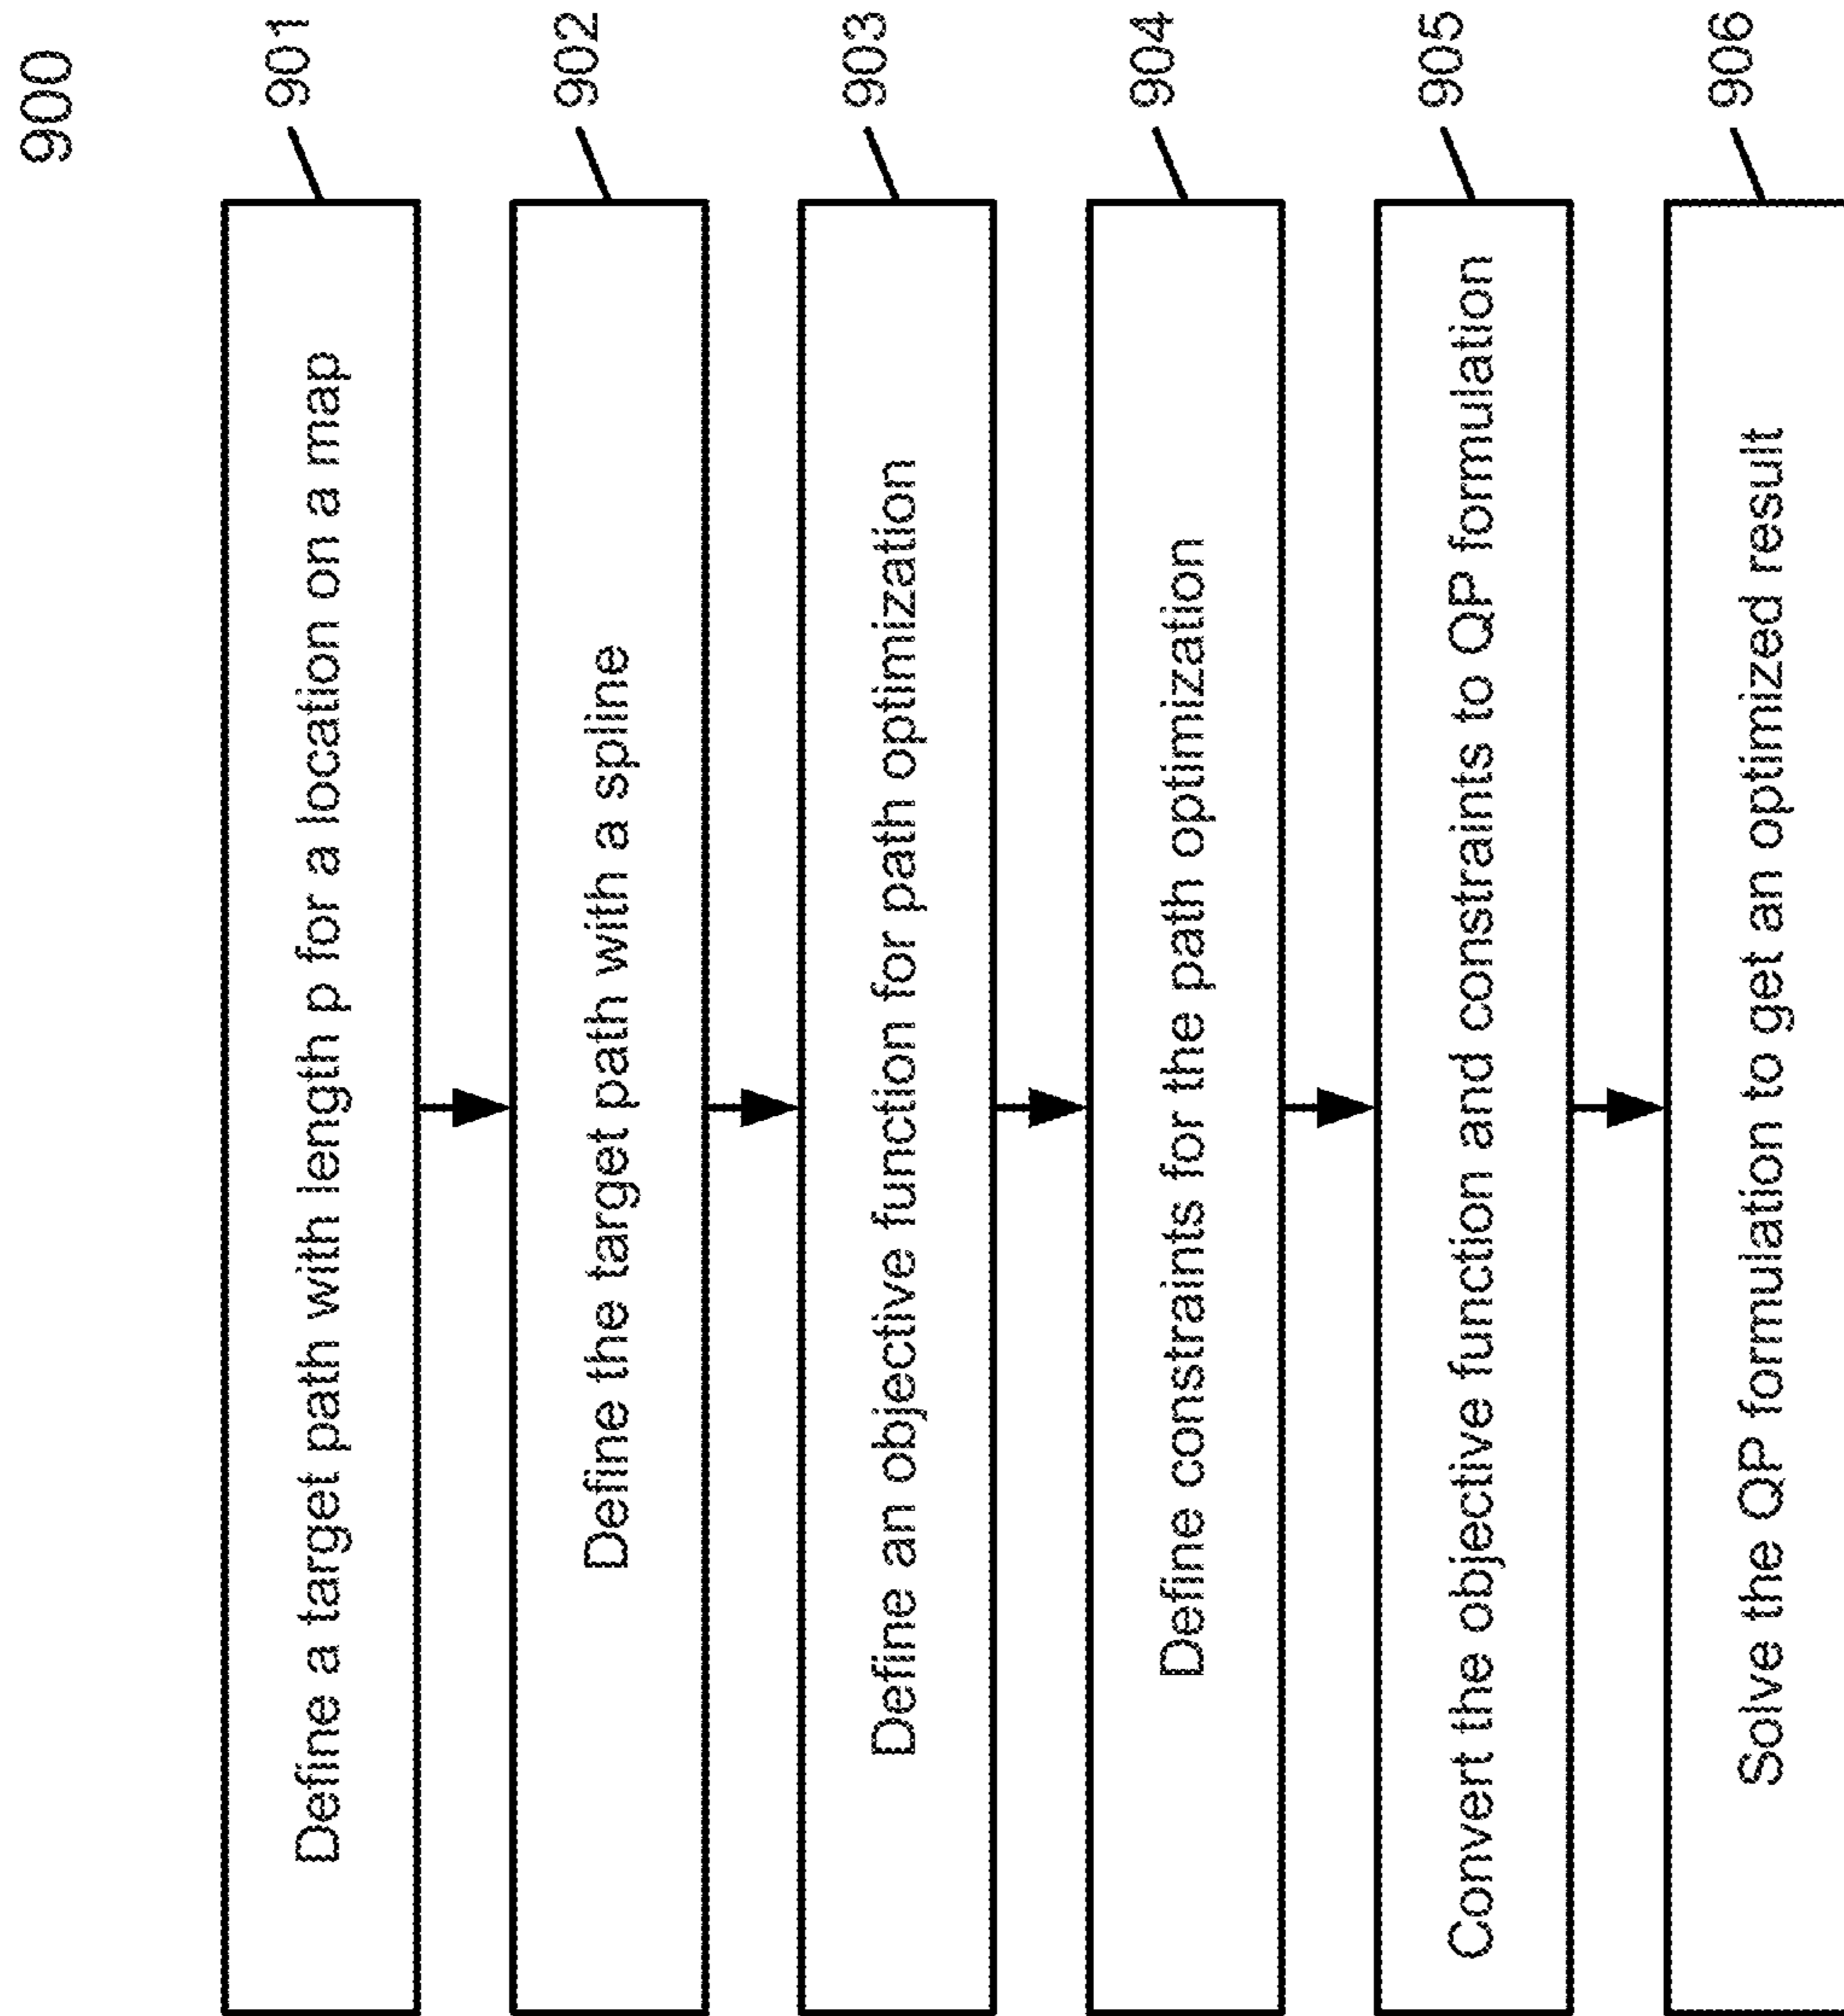 900
Define a target path with length p for a location on a map
901
Define the target path with a spline
902
Define an objective function for path optimization
903
Define constraints for the path optimization
904
Convert the objective function and constraints to QP formulation
905
Solve the QP formulation to get an optimized result
906